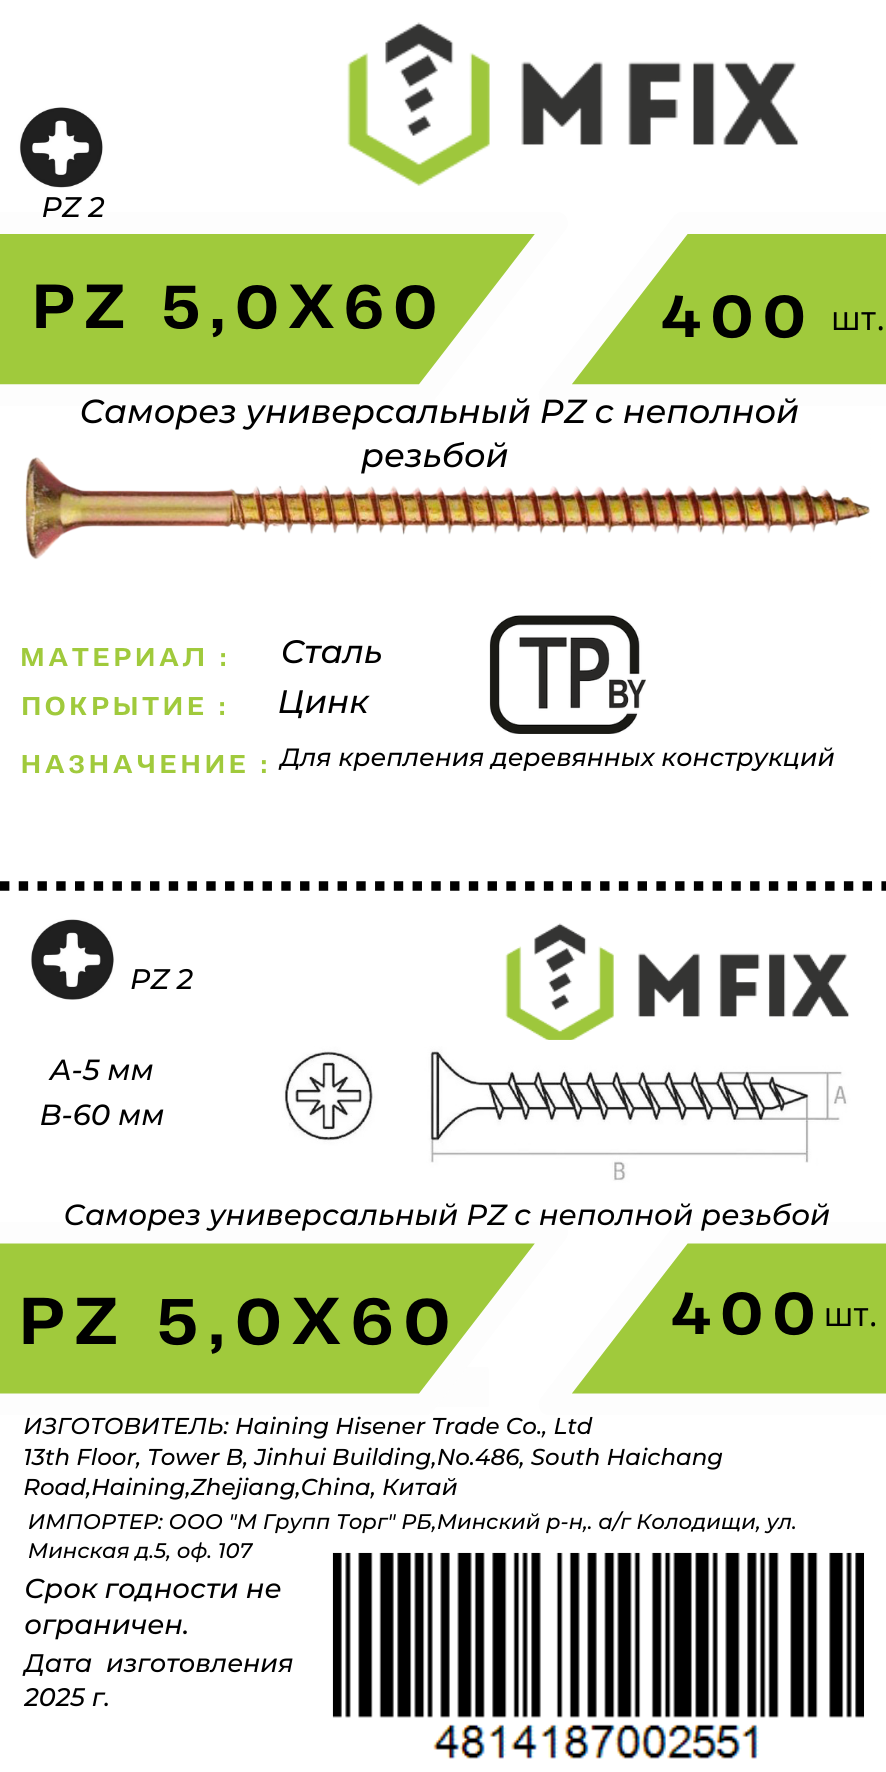 MFIX
PZ 2
PZ 5,0X60
400 шт.
Саморез универсальный PZ с неполной
резьбой
МАТЕРИАЛ : Сталь
ПОКРЫТИЕ : Цинк
TP BY
НАЗНАЧЕНИЕ : Для крепления деревянных конструкций
PZ 2
MFIX
A-5 мм
B-60 мм
A
B
Саморез универсальный PZ с неполной резьбой
PZ 5,0X60
400 шт.
ИЗГОТОВИТЕЛЬ: Haining Hisener Trade Co., Ltd
13th Floor, Tower B, Jinhui Building,No.486, South Haichang
Road,Haining,Zhejiang,China, Китай
ИМПОРТЕР: ООО "М Групп Торг" РБ,Минский р-н,. а/г Колодищи, ул.
Минская д.5, оф. 107
Срок годности не
ограничен.
Дата изготовления
2025 г.
4814187002551